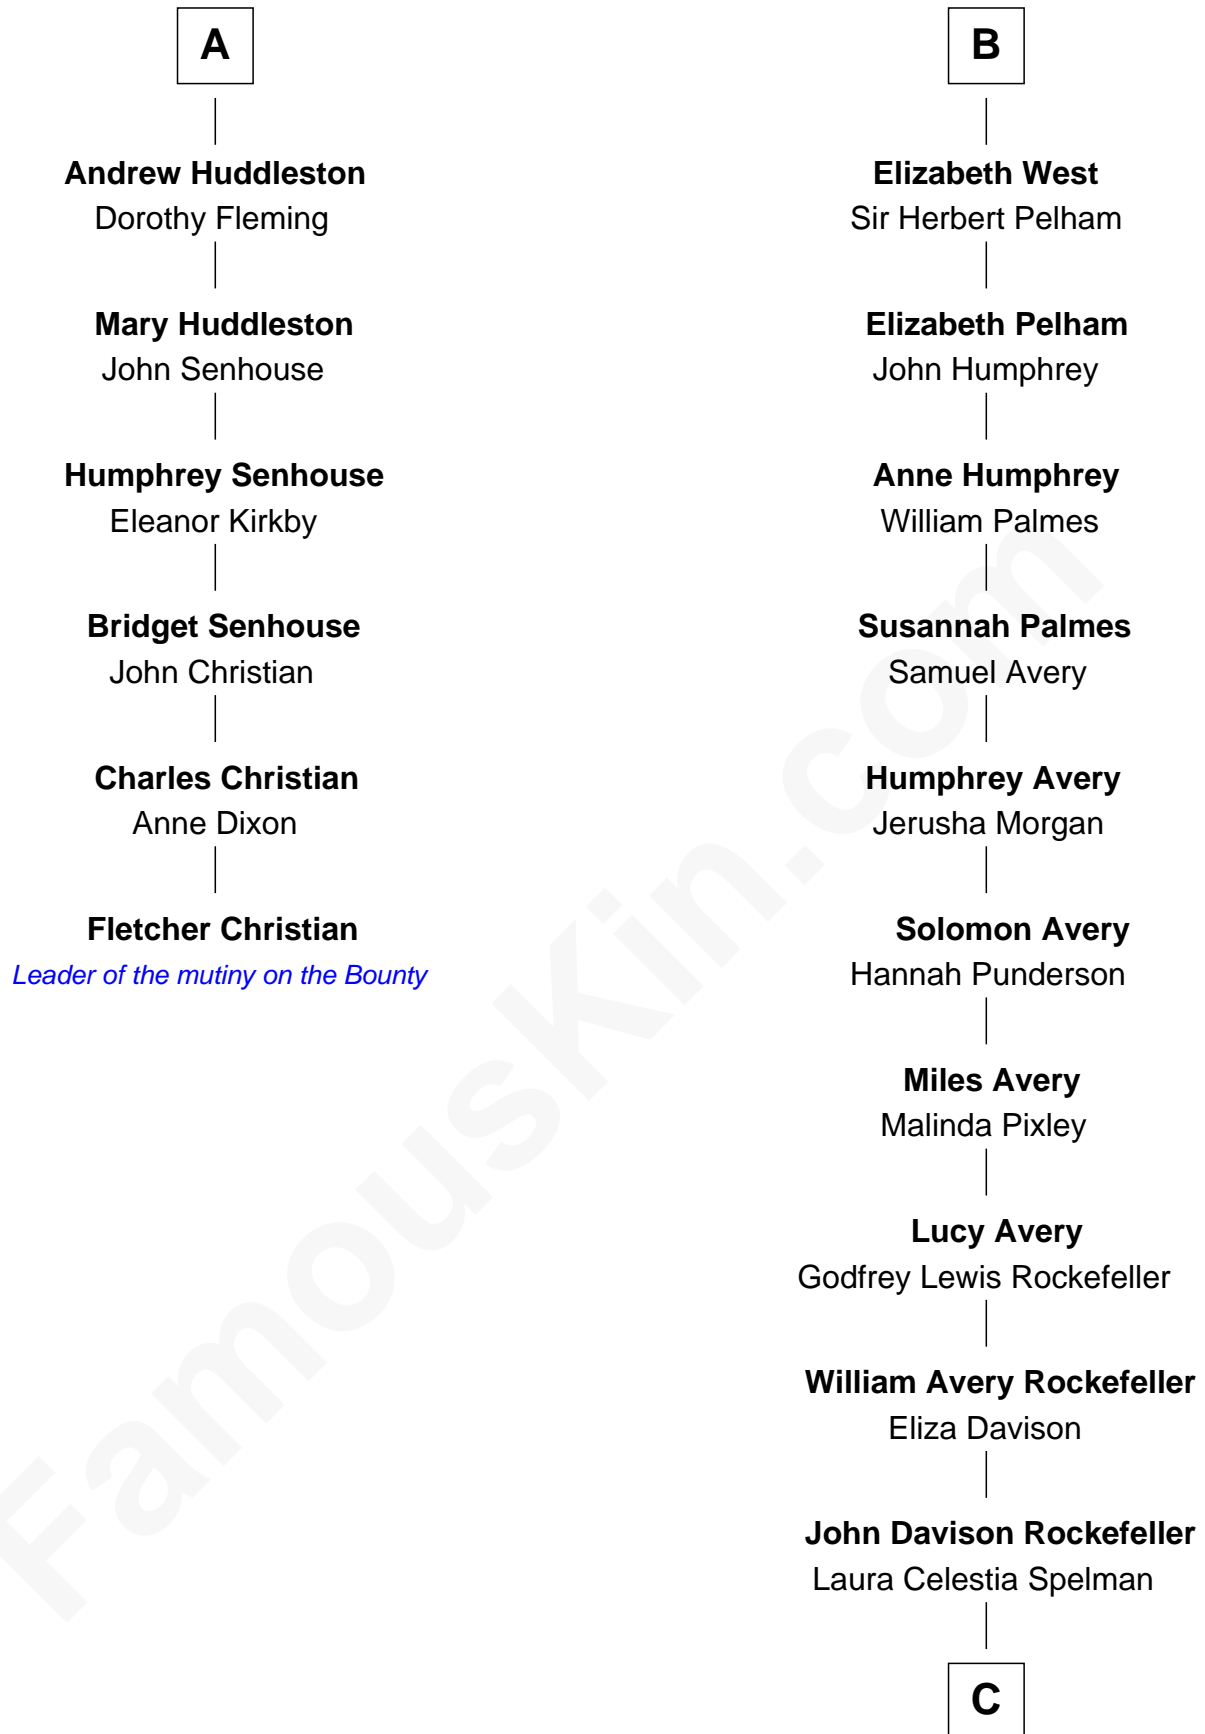 A
Andrew Huddleston
Dorothy Fleming
Mary Huddleston
John Senhouse
Humphrey Senhouse
Eleanor Kirkby
Bridget Senhouse
John Christian
Charles Christian
Anne Dixon
Fletcher Christian
Leader of the mutiny on the Bounty
B
Elizabeth West
Sir Herbert Pelham
Elizabeth Pelham
John Humphrey
Anne Humphrey
William Palmes
Susannah Palmes
Samuel Avery
Humphrey Avery
Jerusha Morgan
Solomon Avery
Hannah Punderson
Miles Avery
Malinda Pixley
Lucy Avery
Godfrey Lewis Rockefeller
William Avery Rockefeller
Eliza Davison
John Davison Rockefeller
Laura Celestia Spelman
C
FamousKin.com